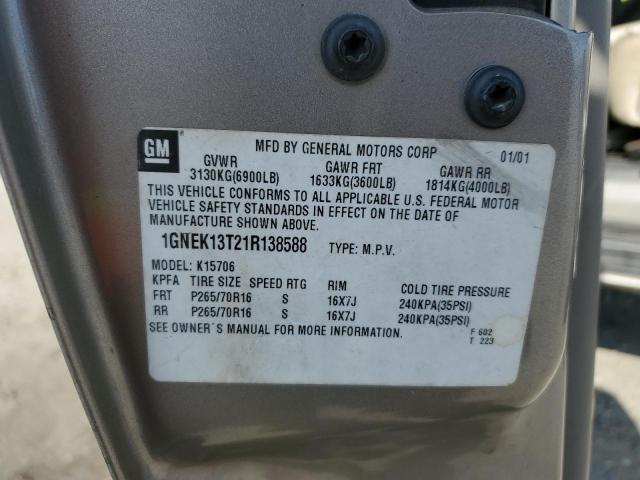 GM
MFD BY GENERAL MOTORS CORP 01/01
GVWR GAWR FRT GAWR RR
3130KG(6900LB) 1633KG(3600LB) 1814KG(4000LB)
THIS VEHICLE CONFORMS TO ALL APPLICABLE U.S. FEDERAL MOTOR
VEHICLE SAFETY STANDARDS IN EFFECT ON THE DATE OF
MANUFACTURE SHOWN ABOVE.
1GNEK13T21R138588 TYPE: M.P.V.
MODEL: K15706
KPFA TIRE SIZE SPEED RTG RIM COLD TIRE PRESSURE
FRT P265/70R16 S 16X7J 240KPA(35PSI)
RR P265/70R16 S 16X7J 240KPA(35PSI)
SEE OWNER'S MANUAL FOR MORE INFORMATION.
F 602
T 223